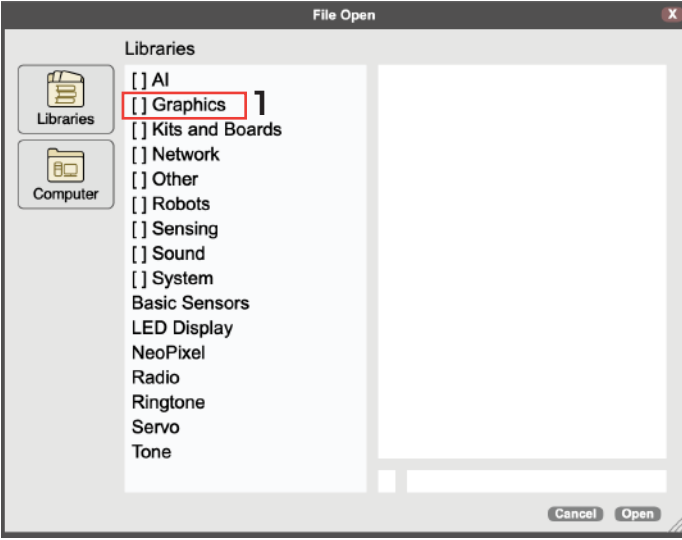 File Open
X
Libraries
Libraries
Computer
[ ] AI
[ ] Graphics 1
[ ] Kits and Boards
[ ] Network
[ ] Other
[ ] Robots
[ ] Sensing
[ ] Sound
[ ] System
Basic Sensors
LED Display
NeoPixel
Radio
Ringtone
Servo
Tone
Cancel Open